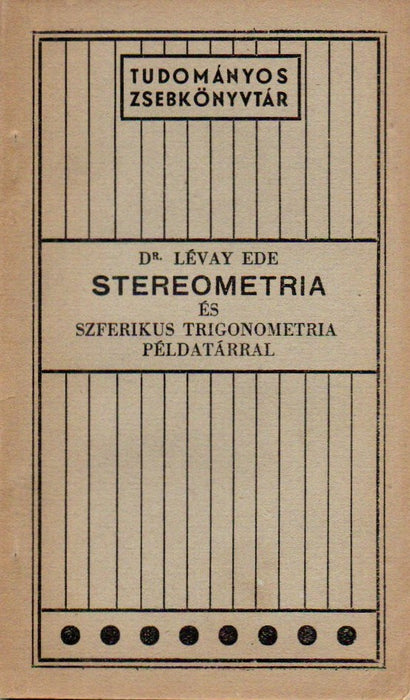 TUDOMÁNYOS
ZSEBKÖNYVTÁR
DR. LÉVAY EDE
STEREOMETRIA
ÉS
SZFERIKUS TRIGONOMETRIA
PÉLDATÁRRAL